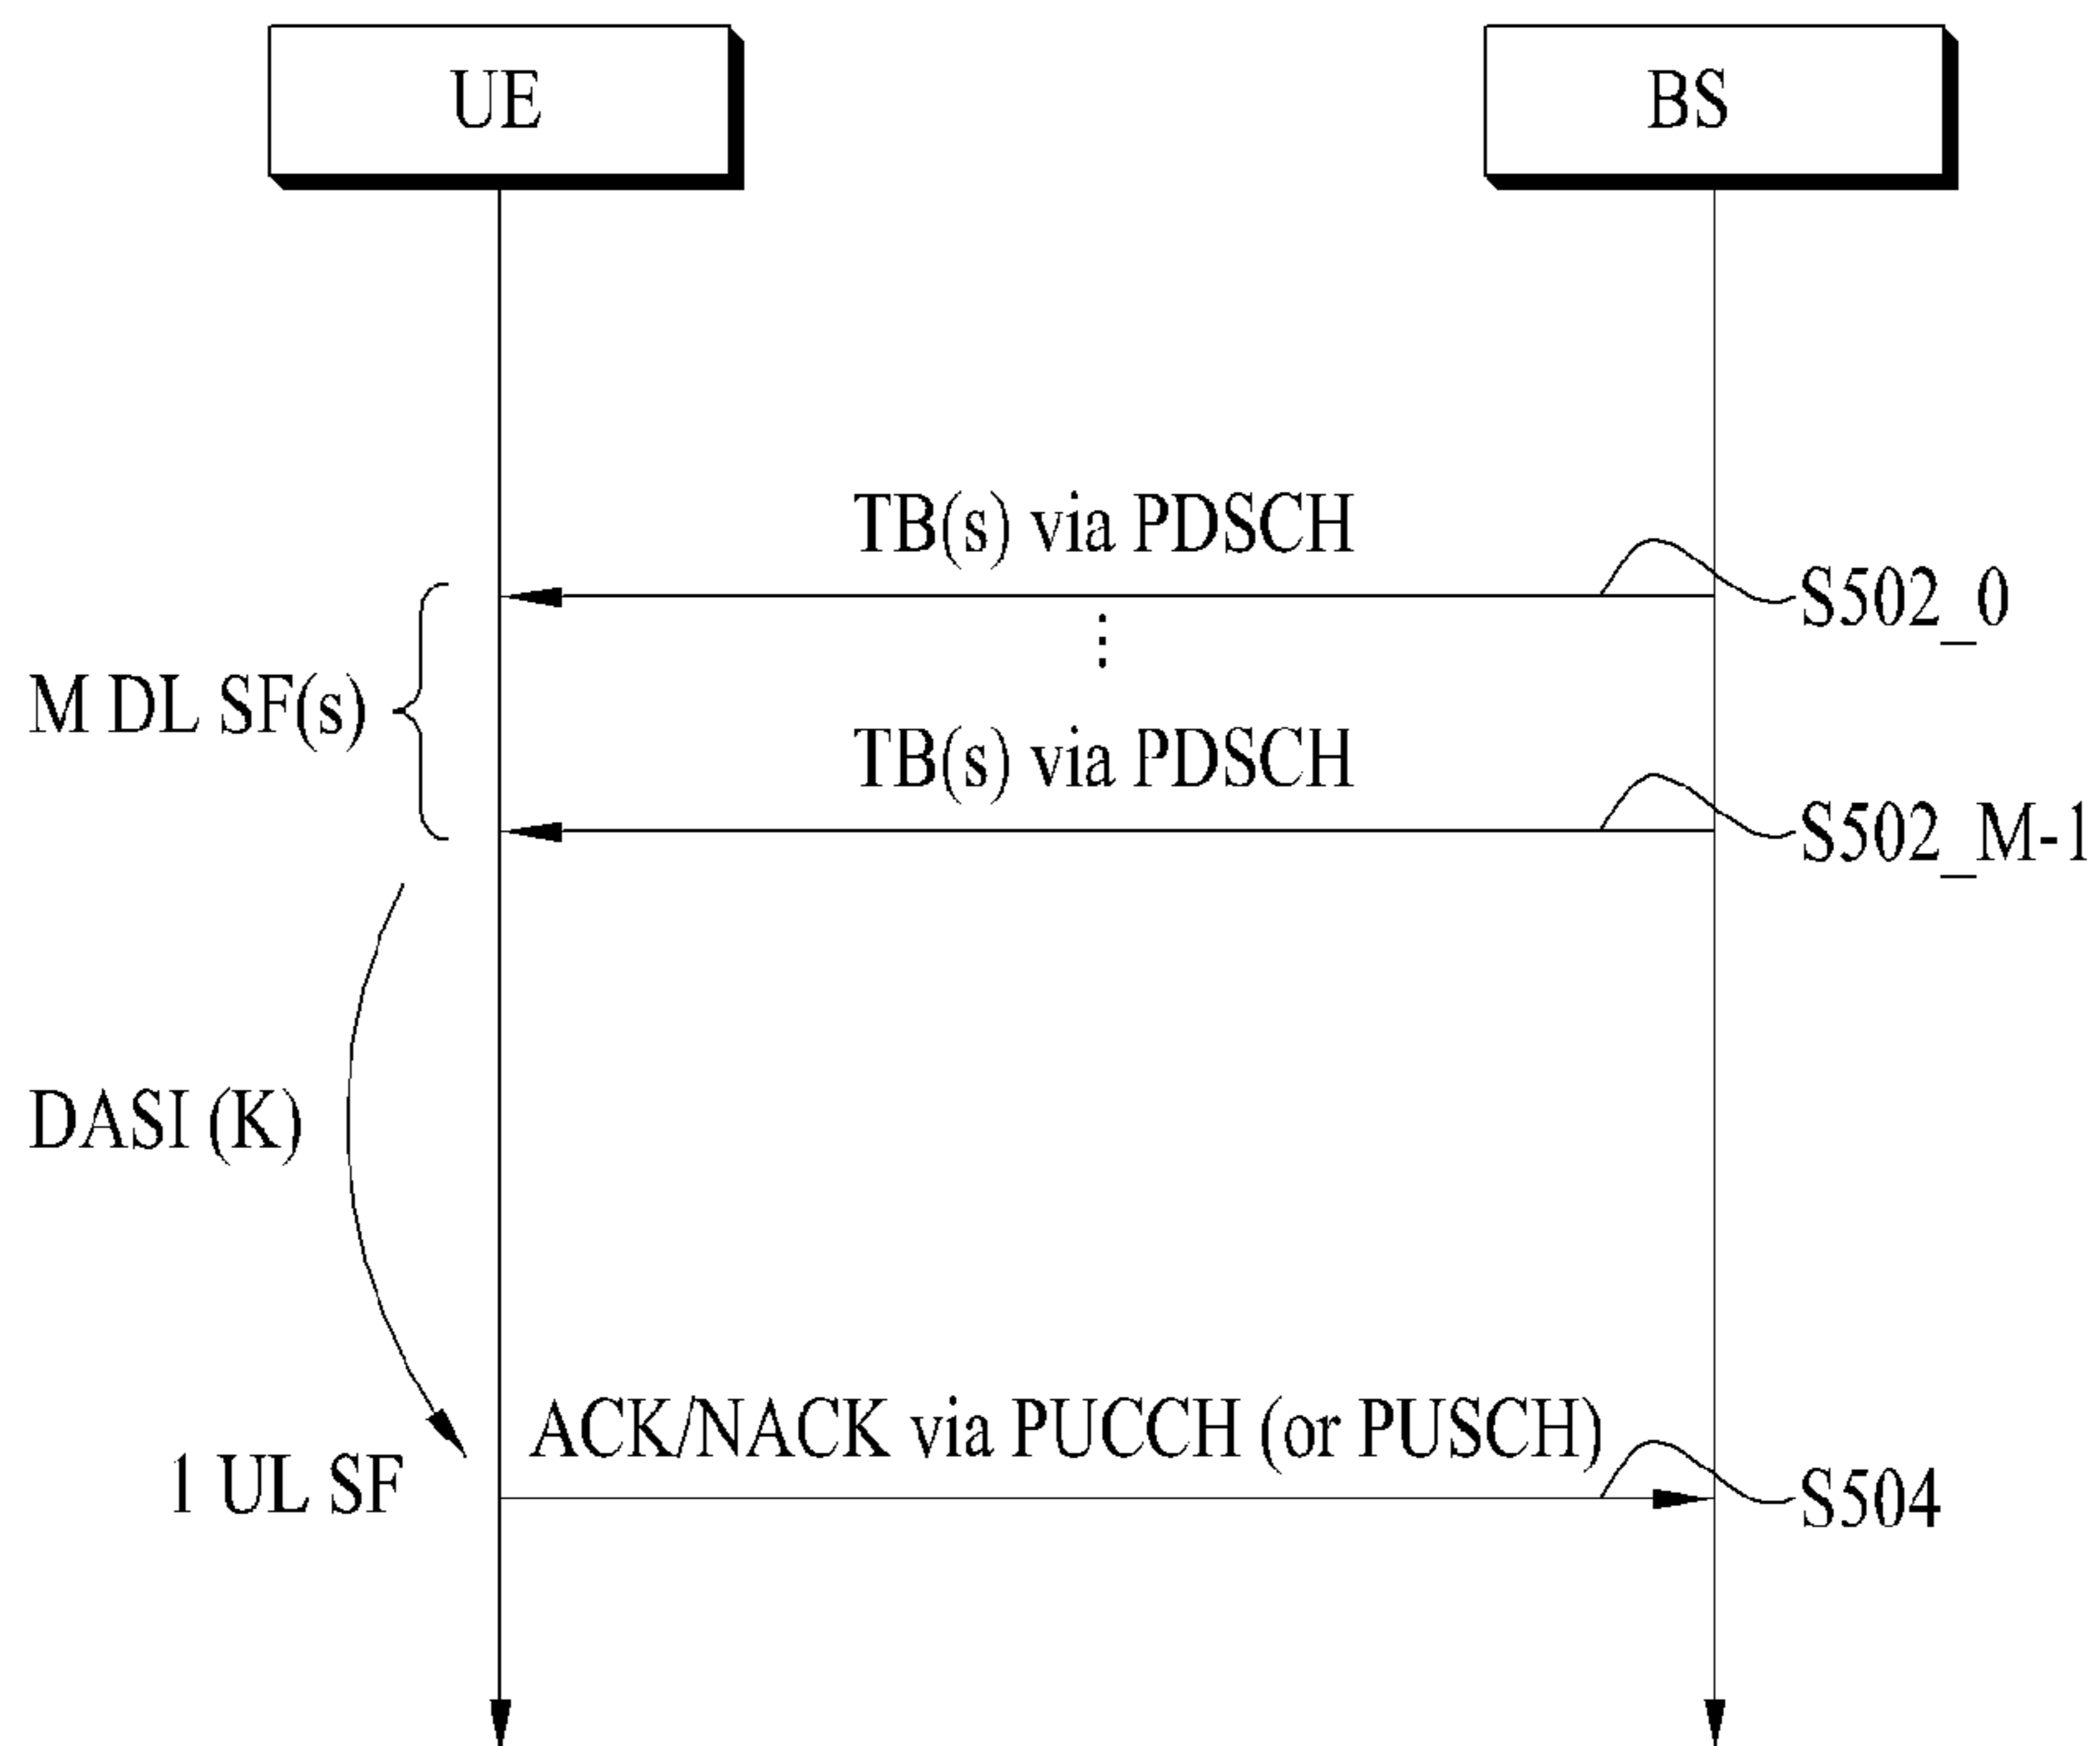 UE
BS
TB(s) via PDSCH
S502_0
M DL SF(s)
TB(s) via PDSCH
S502_M-1
DASI (K)
ACK/NACK via PUCCH (or PUSCH)
1 UL SF
S504